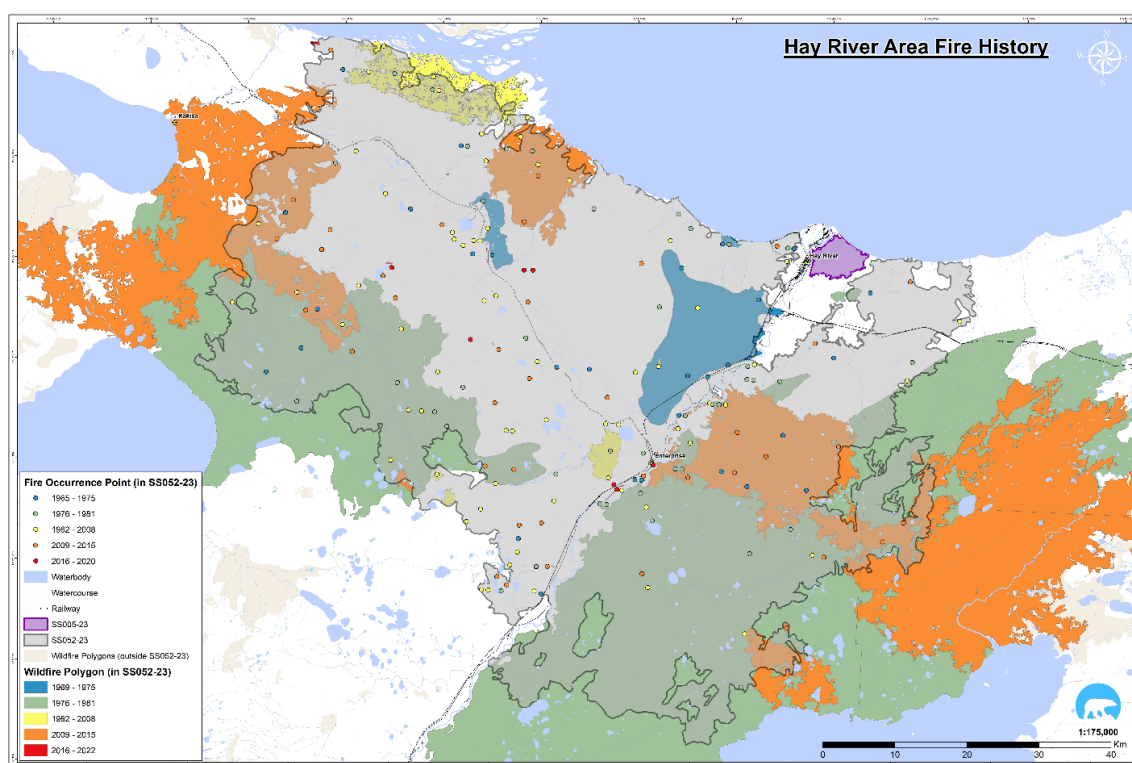 Hay River Area Fire History
Kakisa
Hay River
Enterprise
Fire Occurrence Point (in SS052-23)
1965 - 1975
1976 - 1981
1982 - 2008
2009 - 2015
2016 - 2020
Waterbody
Watercourse
Railway
SS005-23
SS052-23
Wildfire Polygons (outside SS052-23)
Wildfire Polygon (in SS052-23)
1969 - 1975
1976 - 1981
1982 - 2008
2009 - 2015
2016 - 2022
1:175,000
Km
0 10 20 30 40